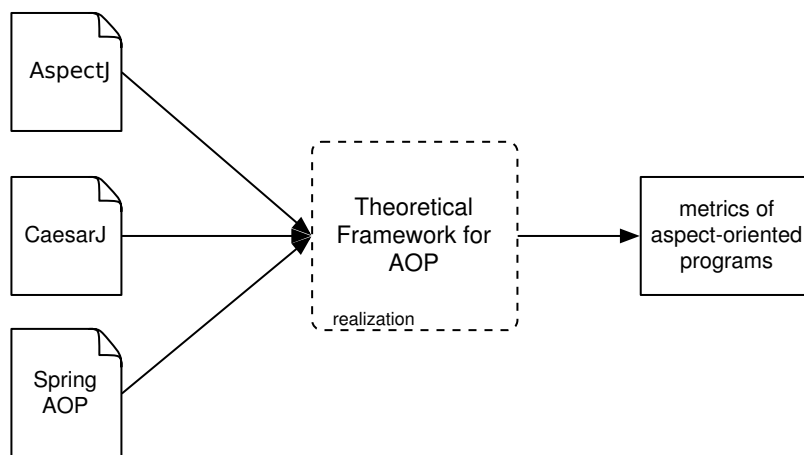 AspectJ
CaesarJ
Spring
AOP
Theoretical
Framework for
AOP
realization
metrics of
aspect-oriented
programs